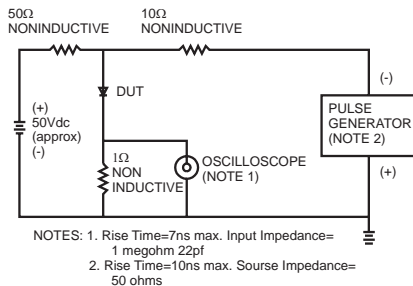 50Ω
NONINDUCTIVE
10Ω
NONINDUCTIVE
(+)
50Vdc
(approx)
(-)
DUT
1Ω
NON
INDUCTIVE
OSCILLOSCOPE
(NOTE 1)
(-)
PULSE
GENERATOR
(NOTE 2)
(+)
NOTES: 1. Rise Time=7ns max. Input Impedance=
1 megohm 22pf
2. Rise Time=10ns max. Sourse Impedance=
50 ohms